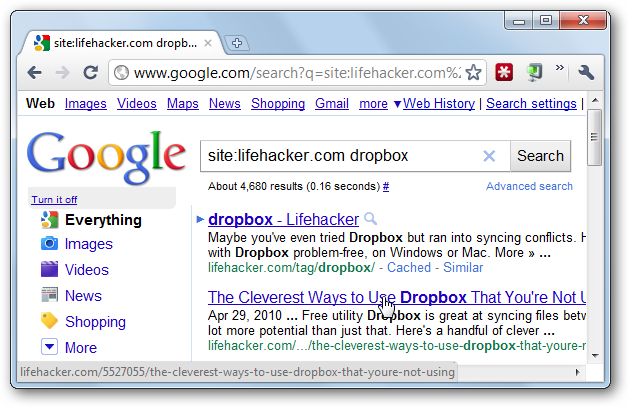 site:lifehacker.com dropb...
www.google.com/search?q=site:lifehacker.com%2
Web Images Videos Maps News Shopping Gmail more ▼ Web History | Search settings |
Google
site:lifehacker.com dropbox
Search
About 4,680 results (0.16 seconds) #
Advanced search
Turn it off
Everything
Images
Videos
News
Shopping
More
dropbox - Lifehacker
Maybe you've even tried Dropbox but ran into syncing conflicts. H
with Dropbox problem-free, on Windows or Mac. More » ...
lifehacker.com/tag/dropbox/ - Cached - Similar
The Cleverest Ways to Use Dropbox That You're Not U
Apr 29, 2010 ... Free utility Dropbox is great at syncing files betw
lot more potential than just that. Here's a handful of clever ...
lifehacker.com/.../the-cleverest-ways-to-use-dropbox-that-youre-n
lifehacker.com/5527055/the-cleverest-ways-to-use-dropbox-that-youre-not-using